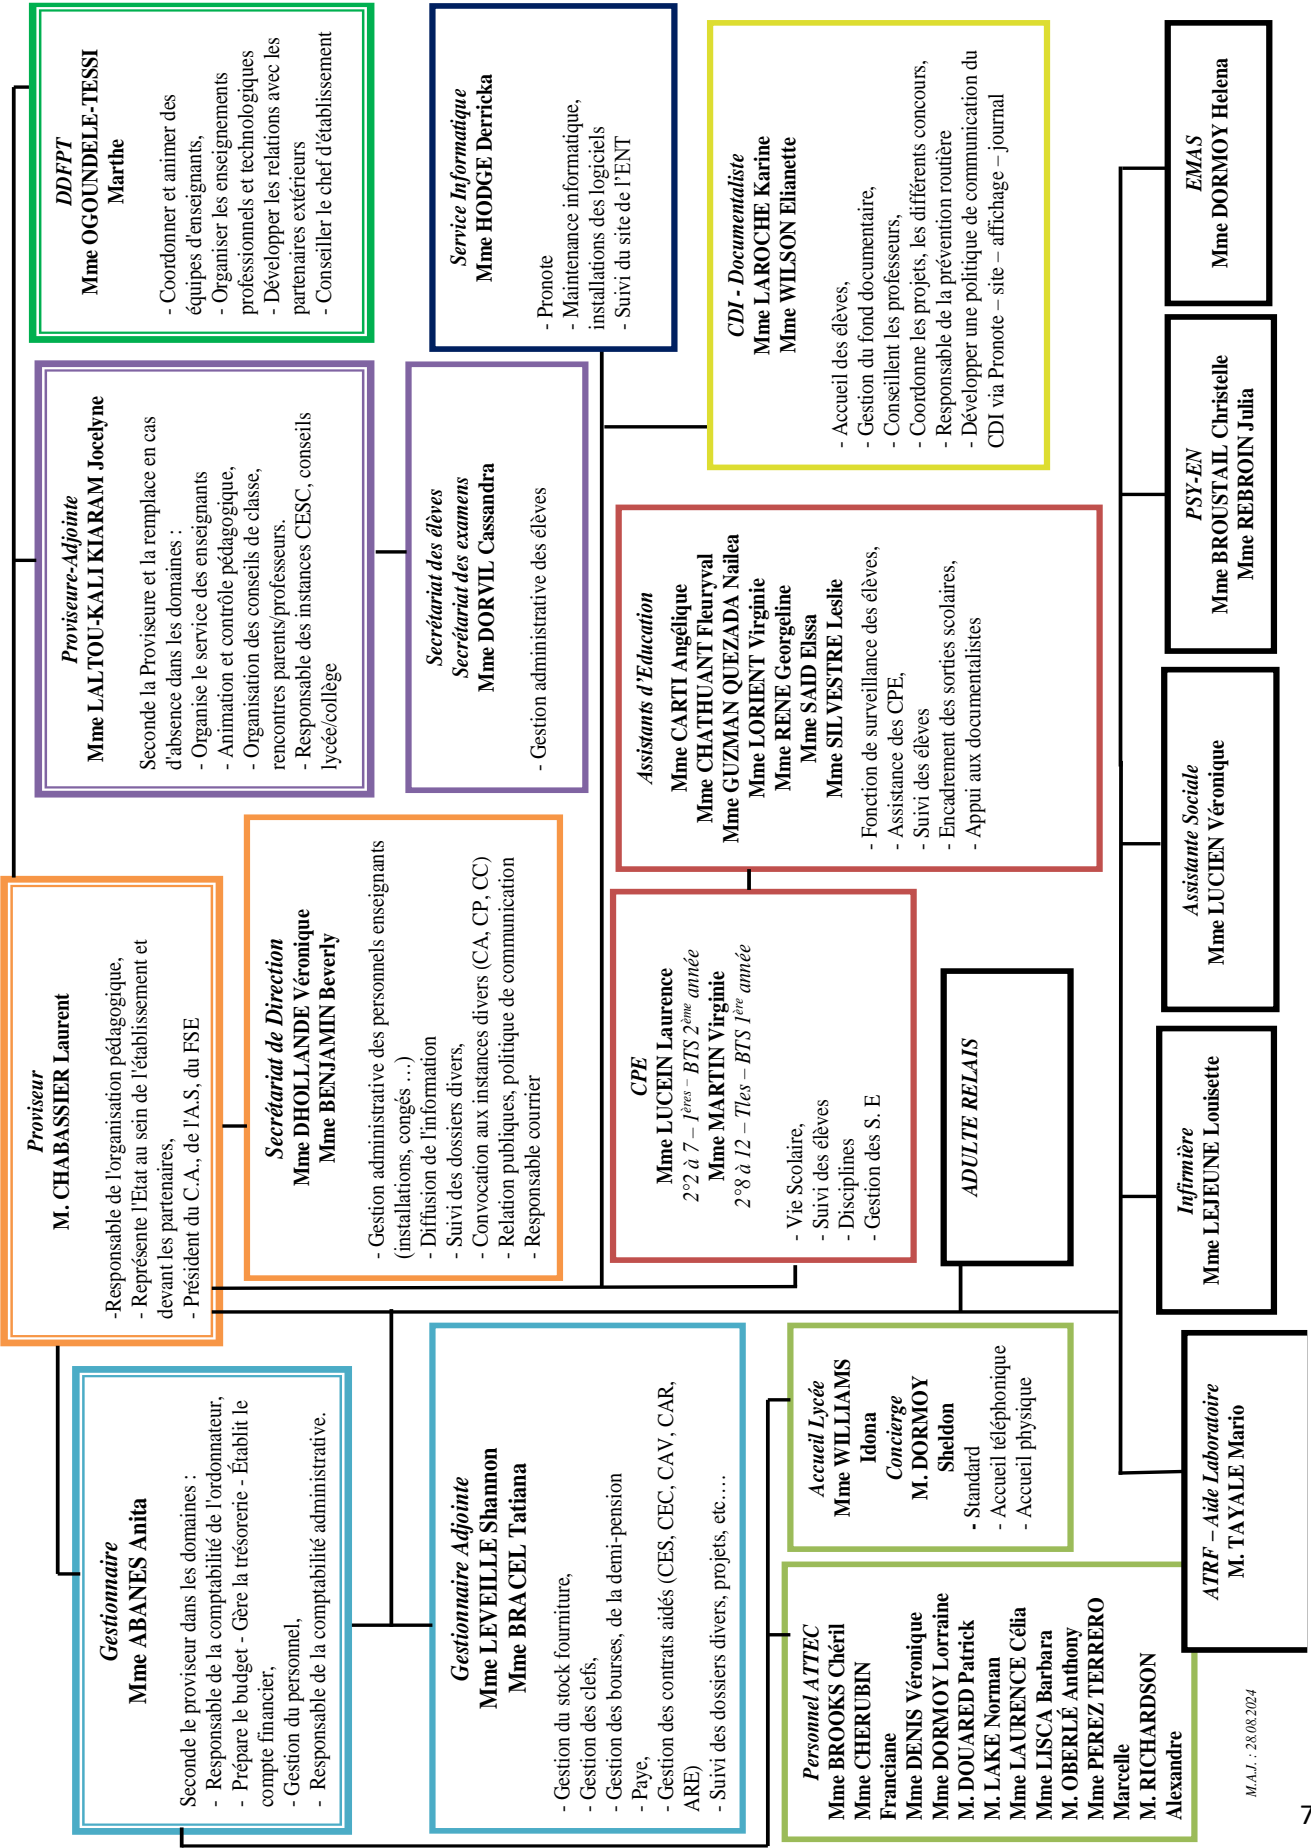 Gestionnaire
Mme ABANES Anita
Seconde le proviseur dans les domaines :
- Responsable de la comptabilité de l'ordonnateur,
- Prépare le budget - Gère la trésorerie - Établit le
compte financier,
- Gestion du personnel,
- Responsable de la comptabilité administrative.
Proviseur
M. CHABASSIER Laurent
-Responsable de l'organisation pédagogique,
- Représente l'Etat au sein de l'établissement et
devant les partenaires,
- Président du C.A., de l'A.S, du FSE
Proviseure-Adjointe
Mme LALTOU-KALI KIARAM Jocelyne
Seconde la Proviseure et la remplace en cas
d'absence dans les domaines :
- Organise le service des enseignants
- Animation et contrôle pédagogique,
- Organisation des conseils de classe,
rencontres parents/professeurs.
- Responsable des instances CESC, conseils
lycée/collège
DDFPT
Mme OGOUNDELE-TESSI
Marthe
- Coordonner et animer des
équipes d'enseignants,
- Organiser les enseignements
professionnels et technologiques
- Développer les relations avec les
partenaires extérieurs
- Conseiller le chef d'établissement
Gestionnaire Adjointe
Mme LEVEILLE Shannon
Mme BRACEL Tatiana
- Gestion du stock fourniture,
- Gestion des clefs,
- Gestion des bourses, de la demi-pension
- Paye,
- Gestion des contrats aidés (CES, CEC, CAV, CAR,
ARE)
- Suivi des dossiers divers, projets, etc.…
Secrétariat de Direction
Mme DHOLLANDE Véronique
Mme BENJAMIN Beverly
- Gestion administrative des personnels enseignants
(installations, congés …)
- Diffusion de l'information
- Suivi des dossiers divers,
- Convocation aux instances divers (CA, CP, CC)
- Relation publiques, politique de communication
- Responsable courrier
Secrétariat des élèves
Secrétariat des examens
Mme DORVIL Cassandra
- Gestion administrative des élèves
Service Informatique
Mme HODGE Derricka
- Pronote
- Maintenance informatique,
installations des logiciels
- Suivi du site de l'ENT
CPE
Mme LUCEIN Laurence
2°2 à 7 – 1ères - BTS 2ème année
Mme MARTIN Virginie
2°8 à 12 – Tles – BTS 1ère année
- Vie Scolaire,
- Suivi des élèves
- Disciplines
- Gestion des S. E
Assistants d'Education
Mme CARTI Angélique
Mme CHATHUANT Fleuryval
Mme GUZMAN QUEZADA Nailea
Mme LORIENT Virginie
Mme RENE Georgeline
Mme SAID Elssa
Mme SILVESTRE Leslie
- Fonction de surveillance des élèves,
- Assistance des CPE,
- Suivi des élèves
- Encadrement des sorties scolaires,
- Appui aux documentalistes
CDI - Documentaliste
Mme LAROCHE Karine
Mme WILSON Elianette
- Accueil des élèves,
- Gestion du fond documentaire,
- Conseillent les professeurs,
- Coordonne les projets, les différents concours,
- Responsable de la prévention routière
- Développer une politique de communication du
CDI via Pronote – site – affichage – journal
Personnel ATTEC
Mme BROOKS Chéril
Mme CHERUBIN
Franciane
Mme DENIS Véronique
Mme DORMOY Lorraine
M. DOUARED Patrick
M. LAKE Norman
Mme LAURENCE Célia
Mme LISCA Barbara
M. OBERLÉ Anthony
Mme PEREZ TERRERO
Marcelle
M. RICHARDSON
Alexandre
Accueil Lycée
Mme WILLIAMS
Idona
Concierge
M. DORMOY
Sheldon
- Standard
- Accueil téléphonique
- Accueil physique
ADULTE RELAIS
ATRF – Aide Laboratoire
M. TAYALE Mario
Infirmière
Mme LEJEUNE Louisette
Assistante Sociale
Mme LUCIEN Véronique
PSY-EN
Mme BROUSTAIL Christelle
Mme REBROIN Julia
EMAS
Mme DORMOY Helena
M.A.J. : 28.08.2024
7